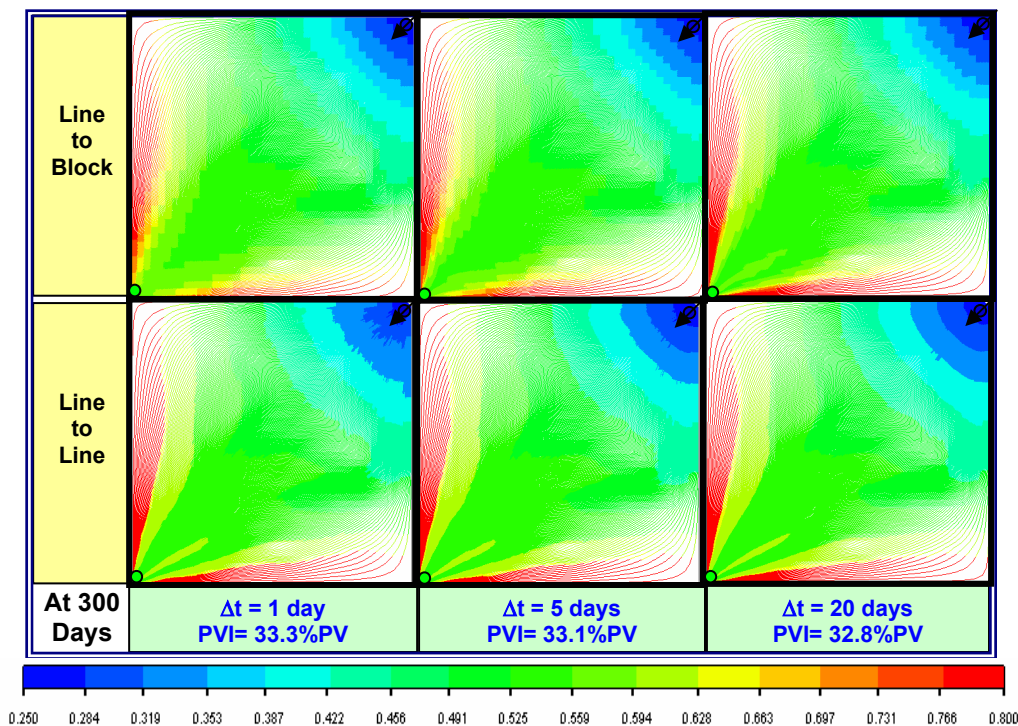 Line
to
Block
Line
to
Line
At 300
Days
Δt = 1 day
PVI= 33.3%PV
Δt = 5 days
PVI= 33.1%PV
Δt = 20 days
PVI= 32.8%PV
0.250 0.284 0.319 0.353 0.387 0.422 0.456 0.491 0.525 0.559 0.594 0.628 0.663 0.697 0.731 0.766 0.800